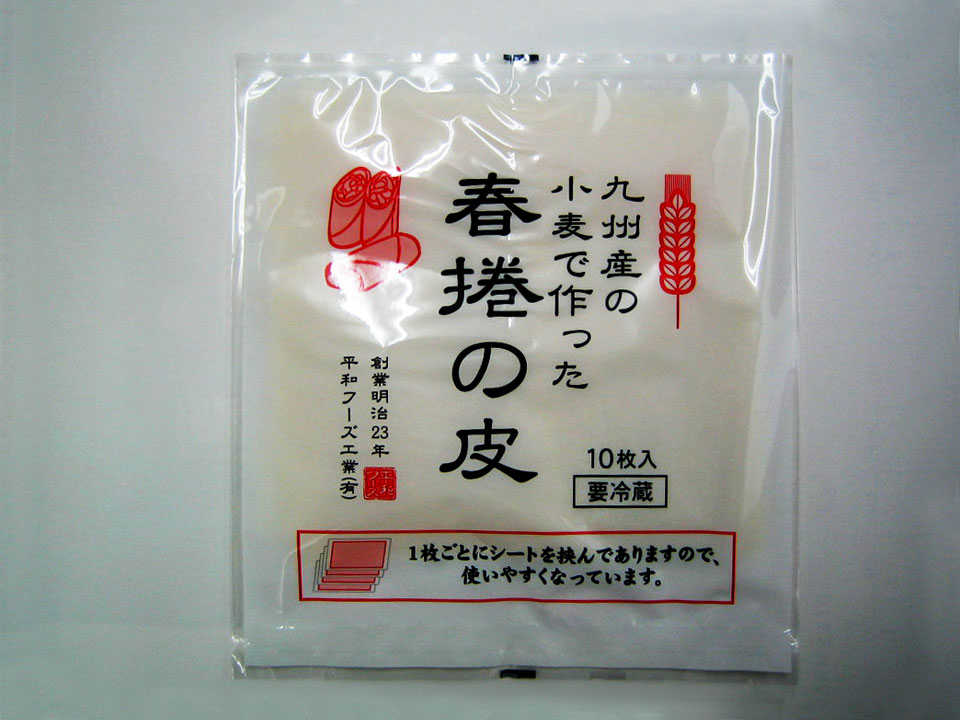 九州産の
小麦で作った
春捲の皮
創業明治23年
平和フーズ工業(有)
10枚入
要冷蔵
1枚ごとにシートを挟んでありますので、
使いやすくなっています。